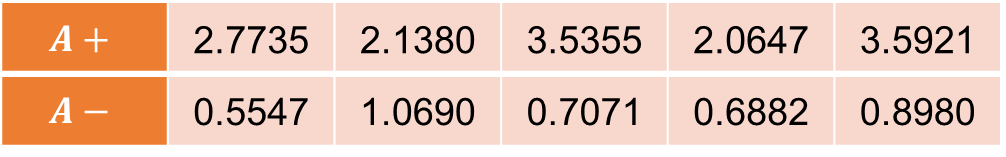 A + 2.7735 2.1380 3.5355 2.0647 3.5921
A − 0.5547 1.0690 0.7071 0.6882 0.8980